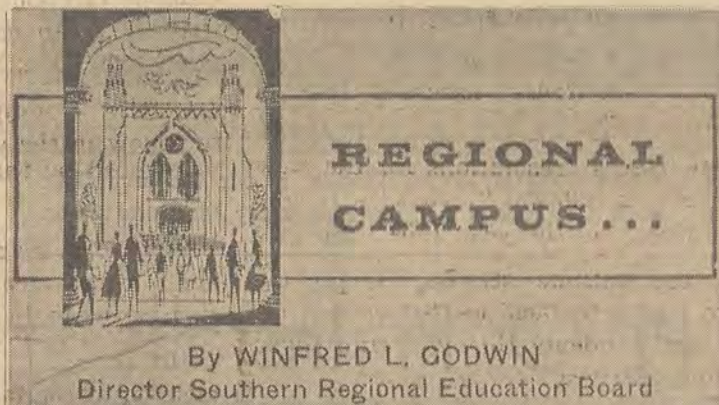 REGIONAL
CAMPUS...
By WINFRED L. GODWIN
Director Southern Regional Education Board